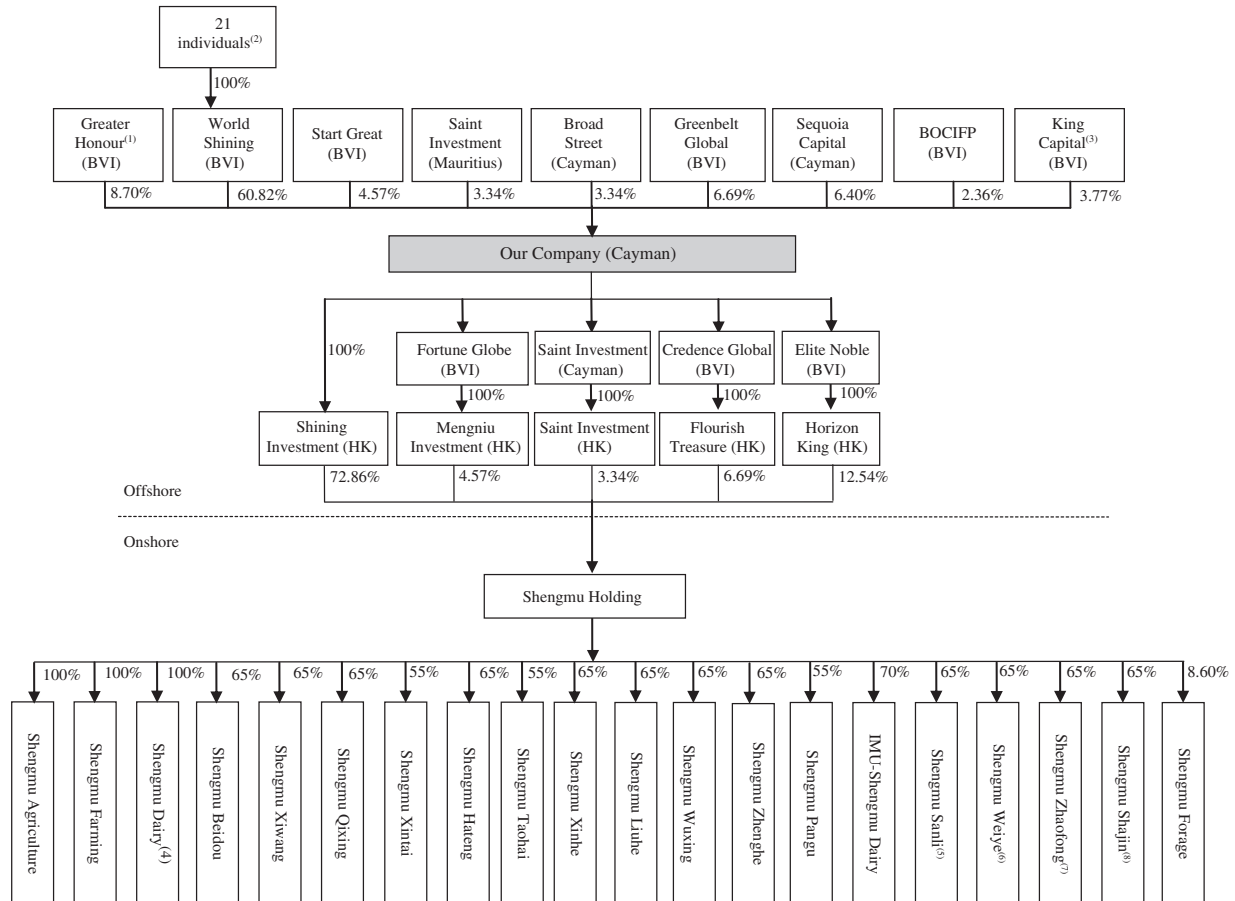 21
individuals(2)
100%
Greater
Honour(1)
(BVI)
World
Shining
(BVI)
Start Great
(BVI)
Saint
Investment
(Mauritius)
Broad
Street
(Cayman)
Greenbelt
Global
(BVI)
Sequoia
Capital
(Cayman)
BOCIFP
(BVI)
King
Capital(3)
(BVI)
8.70%
60.82%
4.57%
3.34%
3.34%
6.69%
6.40%
2.36%
3.77%
Our Company (Cayman)
100%
Fortune Globe
(BVI)
Saint Investment
(Cayman)
Credence Global
(BVI)
Elite Noble
(BVI)
100%
100%
100%
100%
Shining
Investment (HK)
Mengniu
Investment (HK)
Saint Investment
(HK)
Flourish
Treasure (HK)
Horizon
King (HK)
72.86%
4.57%
3.34%
6.69%
12.54%
Offshore
Onshore
Shengmu Holding
100%
100%
100%
65%
65%
65%
55%
65%
55%
65%
65%
65%
65%
55%
70%
65%
65%
65%
65%
8.60%
Shengmu Agriculture
Shengmu Farming
Shengmu Dairy(4)
Shengmu Beidou
Shengmu Xiwang
Shengmu Qixing
Shengmu Xintai
Shengmu Hateng
Shengmu Taohai
Shengmu Xinhe
Shengmu Liuhe
Shengmu Wuxing
Shengmu Zhenghe
Shengmu Pangu
IMU-Shengmu Dairy
Shengmu Sanli(5)
Shengmu Weiye(6)
Shengmu Zhaofong(7)
Shengmu Shajin(8)
Shengmu Forage